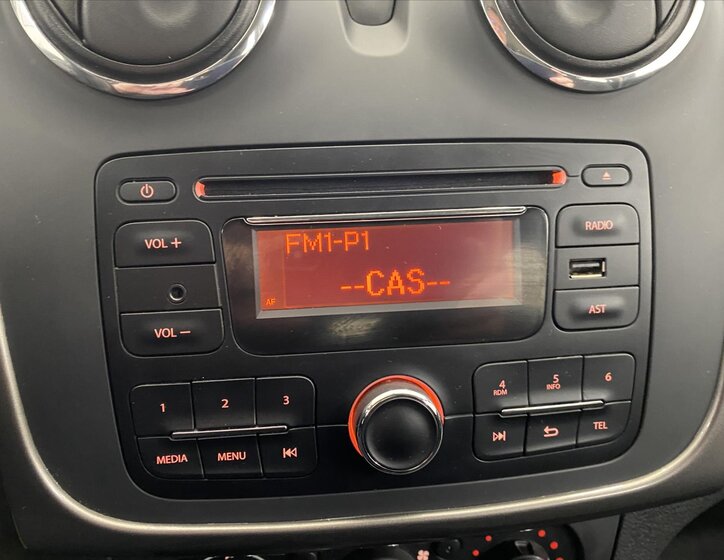 VOL +
VOL −
RADIO
AST
FM1-P1
--CAS--
AF
1
2
3
MEDIA
MENU
4
RDM
5
INFO
6
TEL